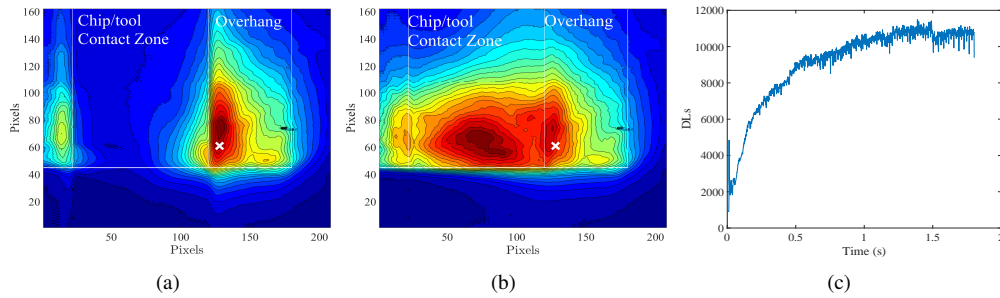 160
140
120
100
80
60
40
20
50
100
150
200
Pixels
Pixels
Chip/tool
Contact Zone
Overhang
(a)
160
140
120
100
80
60
40
20
50
100
150
200
Pixels
Pixels
Chip/tool
Contact Zone
Overhang
(b)
12000
10000
8000
6000
4000
2000
0
0
0.5
1
1.5
2
DLs
Time (s)
(c)